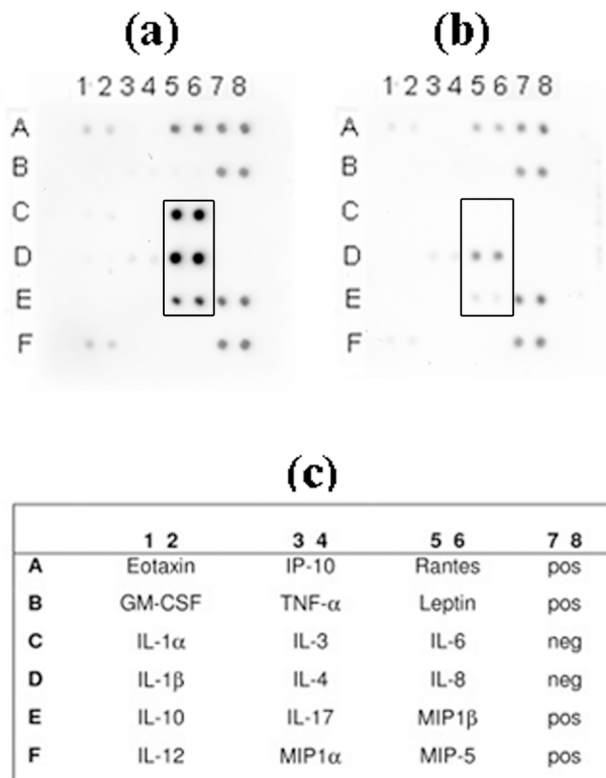 (a) (b)
1 2 3 4 5 6 7 8 1 2 3 4 5 6 7 8
A A
B B
C C
D D
E E
F F
(c)
1 2 3 4 5 6 7 8
A Eotaxin IP-10 Rantes pos
B GM-CSF TNF-α Leptin pos
C IL-1α IL-3 IL-6 neg
D IL-1β IL-4 IL-8 neg
E IL-10 IL-17 MIP1β pos
F IL-12 MIP1α MIP-5 pos